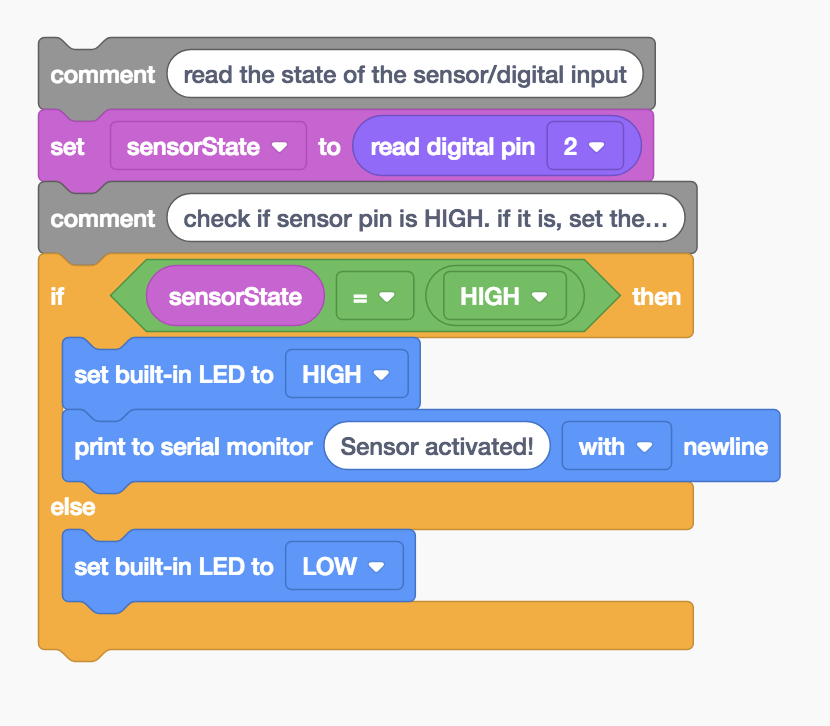 comment read the state of the sensor/digital input
set sensorState to read digital pin 2
comment check if sensor pin is HIGH. if it is, set the...
if sensorState = HIGH then
set built-in LED to HIGH
print to serial monitor Sensor activated! with newline
else
set built-in LED to LOW